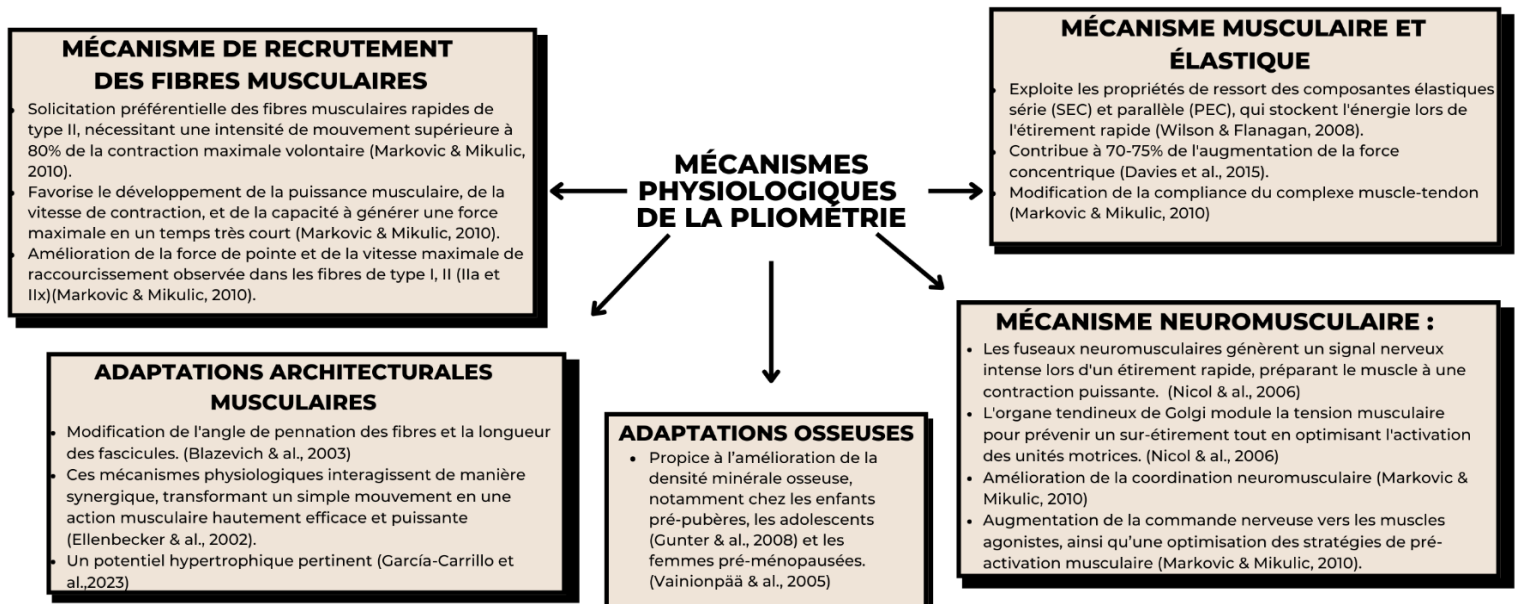 MÉCANISME DE RECRUTEMENT
DES FIBRES MUSCULAIRES
• Solicitation préférentielle des fibres musculaires rapides de
type II, nécessitant une intensité de mouvement supérieure à
80% de la contraction maximale volontaire (Markovic & Mikulic,
2010).
• Favorise le développement de la puissance musculaire, de la
vitesse de contraction, et de la capacité à générer une force
maximale en un temps très court (Markovic & Mikulic, 2010).
• Amélioration de la force de pointe et de la vitesse maximale de
raccourcissement observée dans les fibres de type I, II (IIa et
IIx)(Markovic & Mikulic, 2010).
MÉCANISMES
PHYSIOLOGIQUES
DE LA PLIOMÉTRIE
MÉCANISME MUSCULAIRE ET
ÉLASTIQUE
• Exploite les propriétés de ressort des composantes élastiques
série (SEC) et parallèle (PEC), qui stockent l'énergie lors de
l'étirement rapide (Wilson & Flanagan, 2008).
• Contribue à 70-75% de l'augmentation de la force
concentrique (Davies et al., 2015).
• Modification de la compliance du complexe muscle-tendon
(Markovic & Mikulic, 2010)
ADAPTATIONS ARCHITECTURALES
MUSCULAIRES
• Modification de l'angle de pennation des fibres et la longueur
des fascicules. (Blazevich & al., 2003)
• Ces mécanismes physiologiques interagissent de manière
synergique, transformant un simple mouvement en une
action musculaire hautement efficace et puissante
(Ellenbecker & al., 2002).
• Un potentiel hypertrophique pertinent (García-Carrillo et
al.,2023)
ADAPTATIONS OSSEUSES
• Propice à l'amélioration de la
densité minérale osseuse,
notamment chez les enfants
pré-pubères, les adolescents
(Gunter & al., 2008) et les
femmes pré-ménopausées.
(Vainionpää & al., 2005)
MÉCANISME NEUROMUSCULAIRE :
• Les fuseaux neuromusculaires génèrent un signal nerveux
intense lors d'un étirement rapide, préparant le muscle à une
contraction puissante. (Nicol & al., 2006)
• L'organe tendineux de Golgi module la tension musculaire
pour prévenir un sur-étirement tout en optimisant l'activation
des unités motrices. (Nicol & al., 2006)
• Amélioration de la coordination neuromusculaire (Markovic &
Mikulic, 2010)
• Augmentation de la commande nerveuse vers les muscles
agonistes, ainsi qu'une optimisation des stratégies de pré-
activation musculaire (Markovic & Mikulic, 2010).